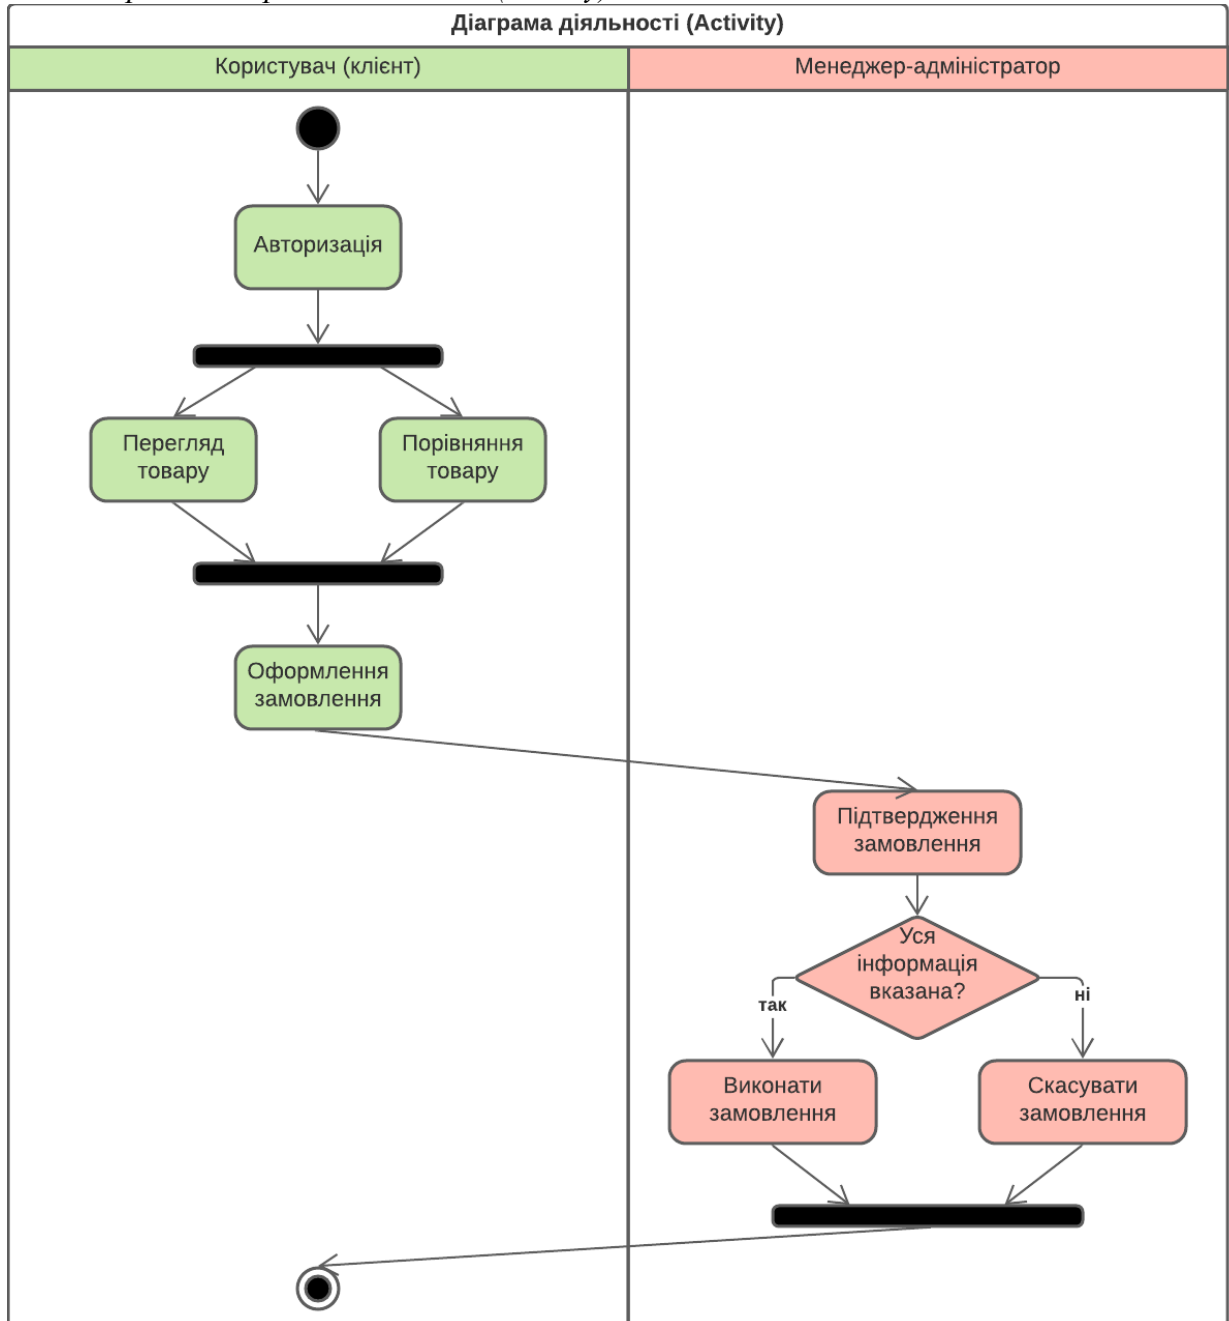 Діаграма діяльності (Activity)
Користувач (клієнт)
Менеджер-адміністратор
Авторизація
Перегляд
товару
Порівняння
товару
Оформлення
замовлення
Підтвердження
замовлення
Уся
інформація
вказана?
так
ні
Виконати
замовлення
Скасувати
замовлення